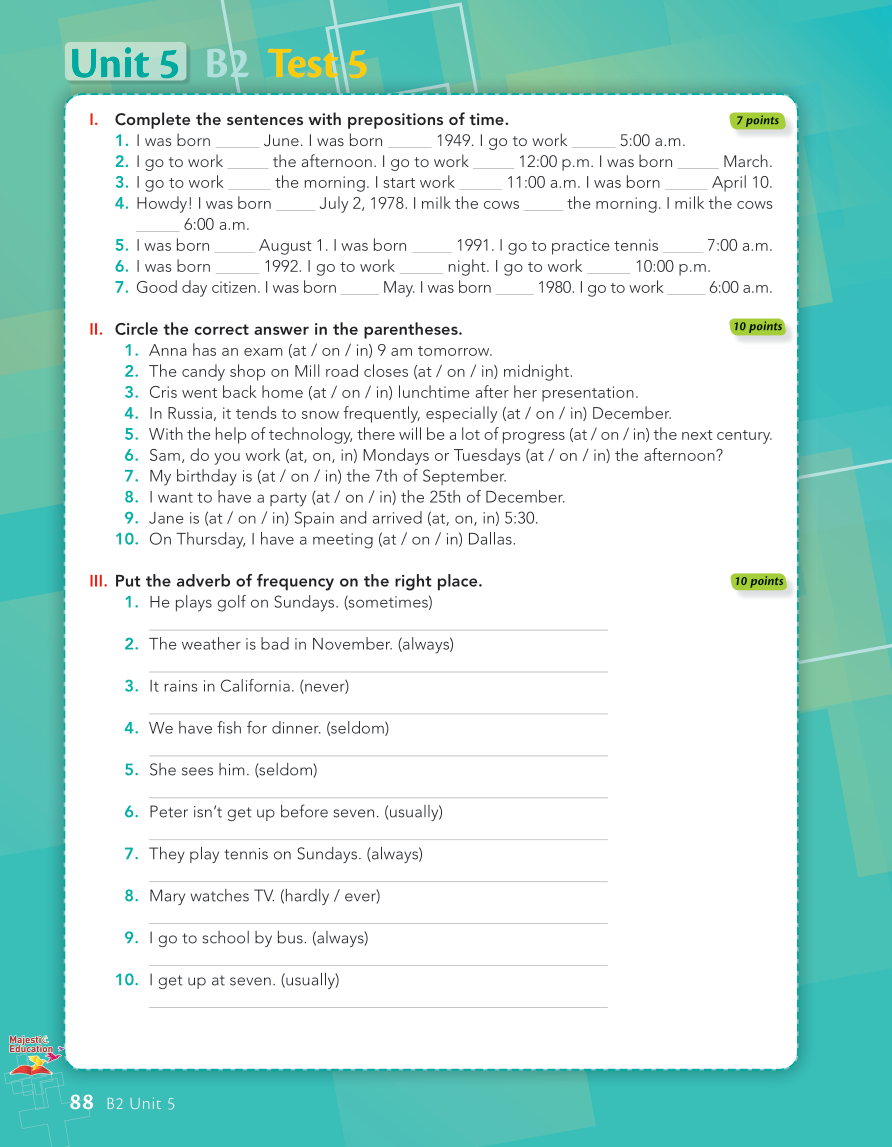 Unit 5 B2 Test 5
I. Complete the sentences with prepositions of time. 7 points
1. I was born _____ June. I was born _____ 1949. I go to work _____ 5:00 a.m.
2. I go to work _____ the afternoon. I go to work _____ 12:00 p.m. I was born _____ March.
3. I go to work _____ the morning. I start work _____ 11:00 a.m. I was born _____ April 10.
4. Howdy! I was born _____ July 2, 1978. I milk the cows _____ the morning. I milk the cows
_____ 6:00 a.m.
5. I was born _____ August 1. I was born _____ 1991. I go to practice tennis _____ 7:00 a.m.
6. I was born _____ 1992. I go to work _____ night. I go to work _____ 10:00 p.m.
7. Good day citizen. I was born _____ May. I was born _____ 1980. I go to work _____ 6:00 a.m.
II. Circle the correct answer in the parentheses. 10 points
1. Anna has an exam (at / on / in) 9 am tomorrow.
2. The candy shop on Mill road closes (at / on / in) midnight.
3. Cris went back home (at / on / in) lunchtime after her presentation.
4. In Russia, it tends to snow frequently, especially (at / on / in) December.
5. With the help of technology, there will be a lot of progress (at / on / in) the next century.
6. Sam, do you work (at, on, in) Mondays or Tuesdays (at / on / in) the afternoon?
7. My birthday is (at / on / in) the 7th of September.
8. I want to have a party (at / on / in) the 25th of December.
9. Jane is (at / on / in) Spain and arrived (at, on, in) 5:30.
10. On Thursday, I have a meeting (at / on / in) Dallas.
III. Put the adverb of frequency on the right place. 10 points
1. He plays golf on Sundays. (sometimes)
2. The weather is bad in November. (always)
3. It rains in California. (never)
4. We have fish for dinner. (seldom)
5. She sees him. (seldom)
6. Peter isn't get up before seven. (usually)
7. They play tennis on Sundays. (always)
8. Mary watches TV. (hardly / ever)
9. I go to school by bus. (always)
10. I get up at seven. (usually)
Majestic
Education
88 B2 Unit 5